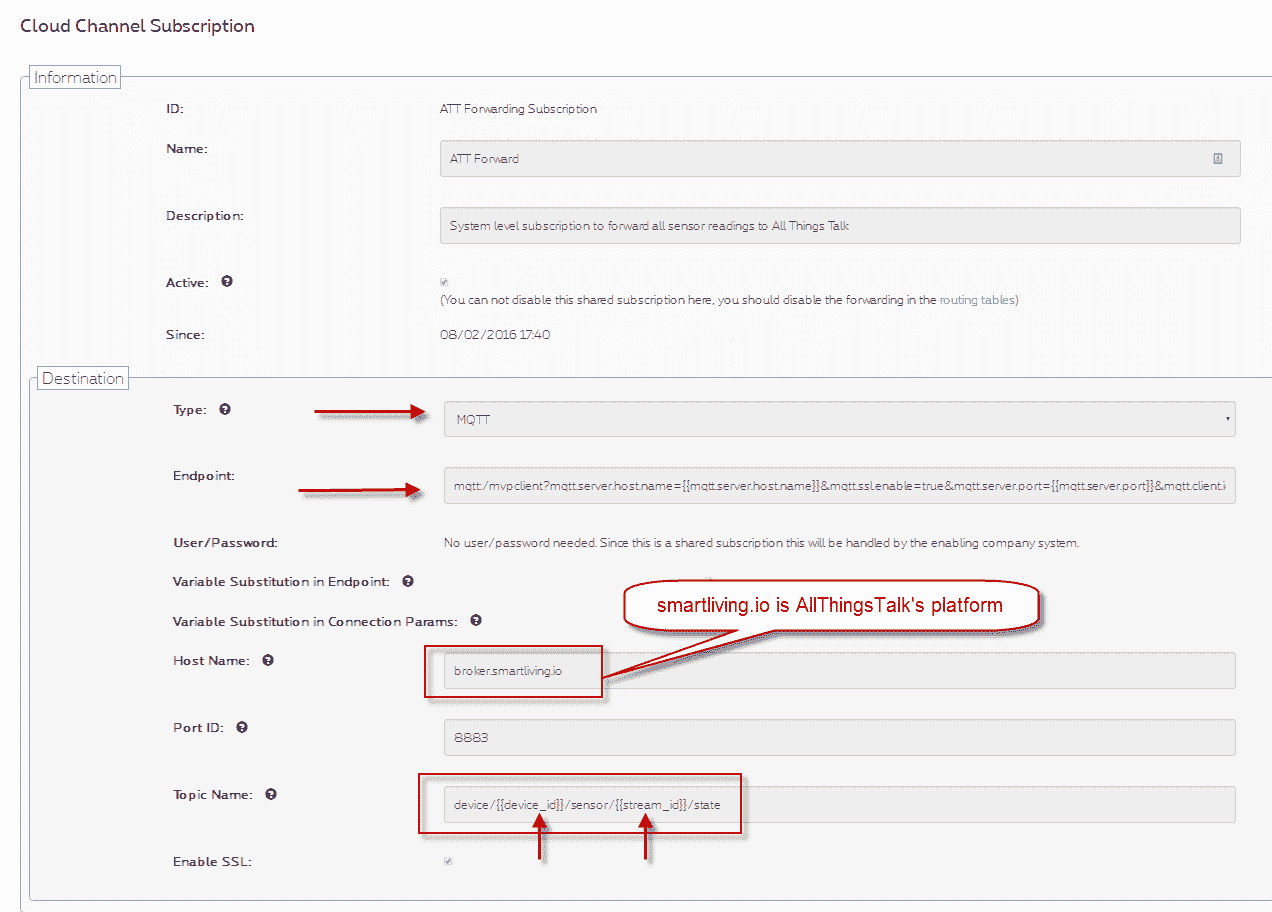 Cloud Channel Subscription
Information
ID: ATT Forwarding Subscription
Name: ATT Forward
Description: System level subscription to forward all sensor readings to All Things Talk
Active:
(You can not disable this shared subscription here, you should disable the forwarding in the routing tables)
Since: 08/02/2016 17:40
Destination
Type: MQTT
Endpoint: mqtt:/mvpclient?mqtt.server.host.name={{mqtt.server.host.name}}&mqtt.ssl.enable=true&mqtt.server.port={{mqtt.server.port}}&mqtt.client.i
User/Password: No user/password needed. Since this is a shared subscription this will be handled by the enabling company system.
Variable Substitution in Endpoint:
smartliving.io is AllThingsTalk's platform
Variable Substitution in Connection Params:
Host Name: broker.smartliving.io
Port ID: 8883
Topic Name: device/{{device_id}}/sensor/{{stream_id}}/state
Enable SSL: